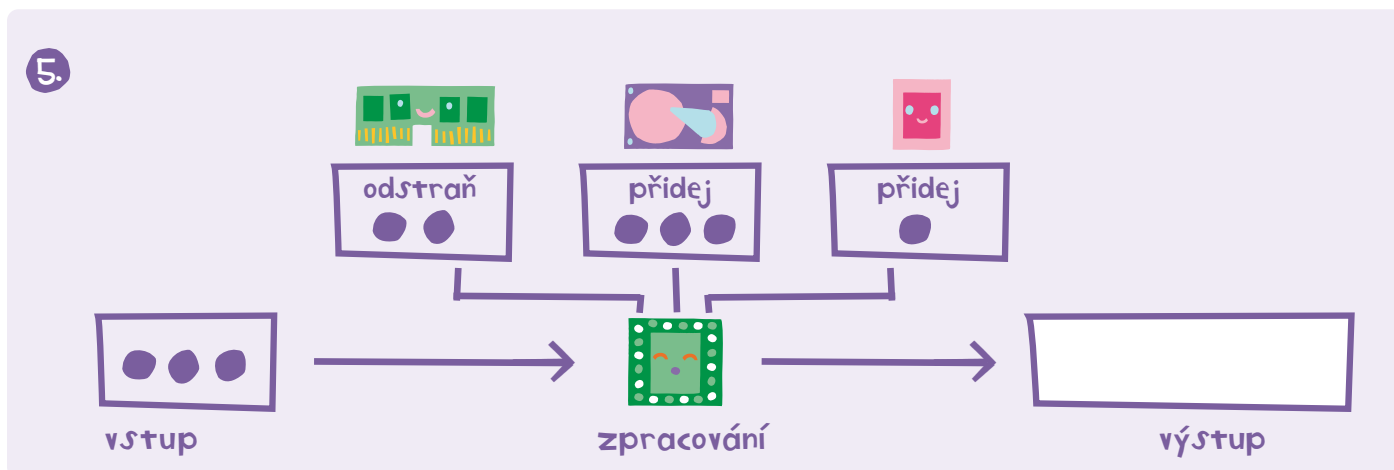 5.
odstraň
přidej
přidej
vstup
zpracování
výstup